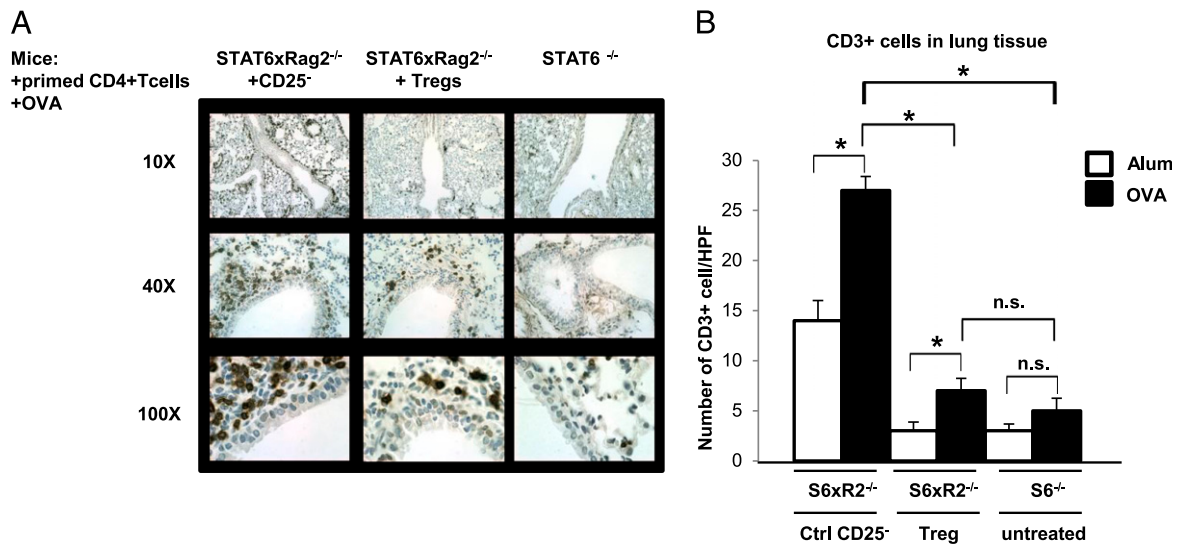 A
Mice:
+primed CD4+Tcells
+OVA
STAT6xRag2-/-
+CD25-
STAT6xRag2-/-
+ Tregs
STAT6 -/-
10X
40X
100X
B
CD3+ cells in lung tissue
*
*
*
*
n.s.
n.s.
Alum
OVA
Number of CD3+ cell/HPF
30
25
20
15
10
5
0
S6xR2-/-
S6xR2-/-
S6-/-
Ctrl CD25-
Treg
untreated